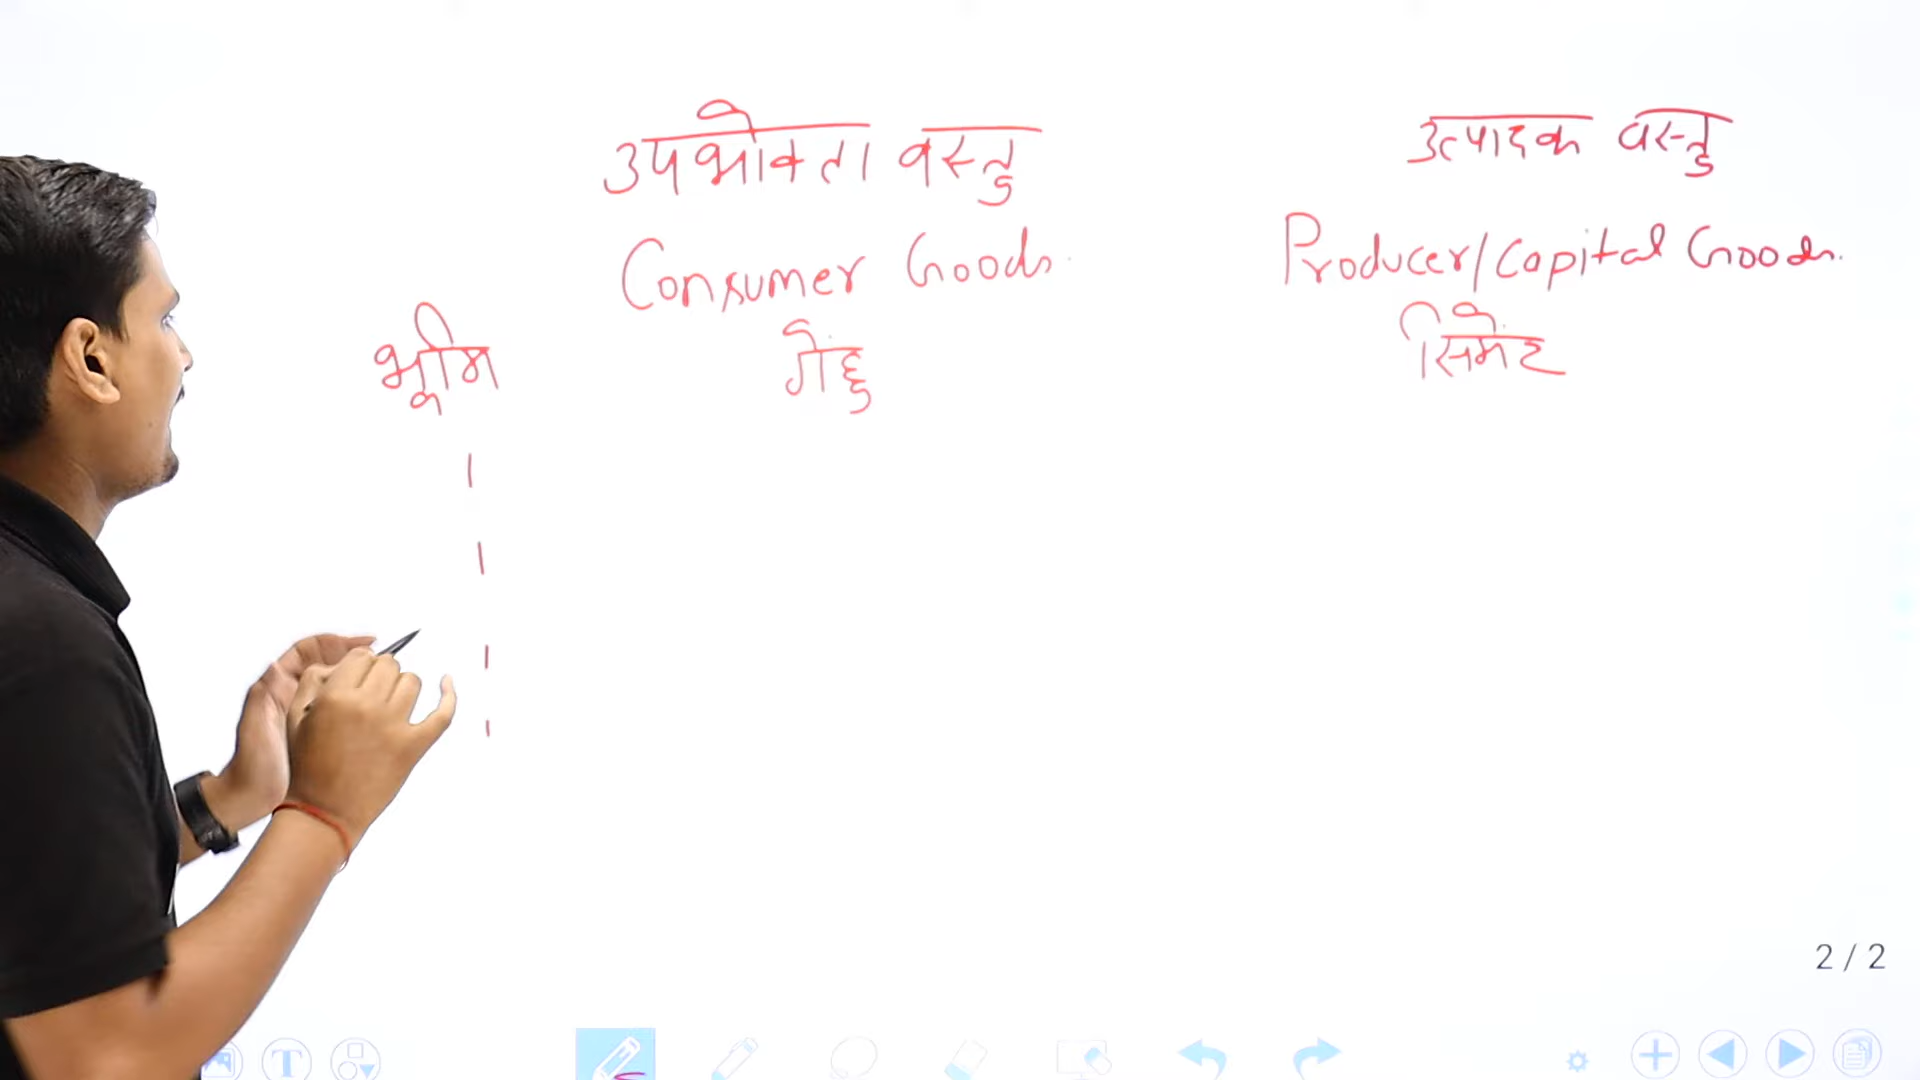 उपभोक्ता वस्तु
उत्पादक वस्तु
Consumer Goods
Producer/Capital Goods
भूमि
गेहु
सिमेंट
2 / 2
T